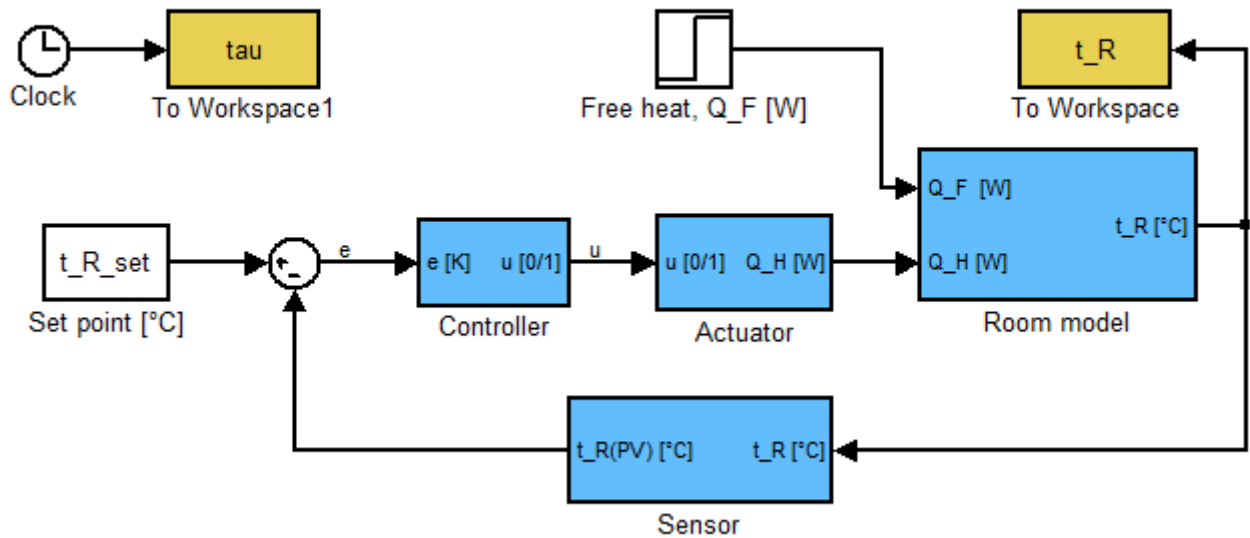 tau
t_R
Clock
To Workspace1
Free heat, Q_F [W]
To Workspace
Q_F [W]
t_R [°C]
t_R_set
e
e [K]
u [0/1]
u
u [0/1]
Q_H [W]
Q_H [W]
Set point [°C]
Controller
Actuator
Room model
t_R(PV) [°C]
t_R [°C]
Sensor